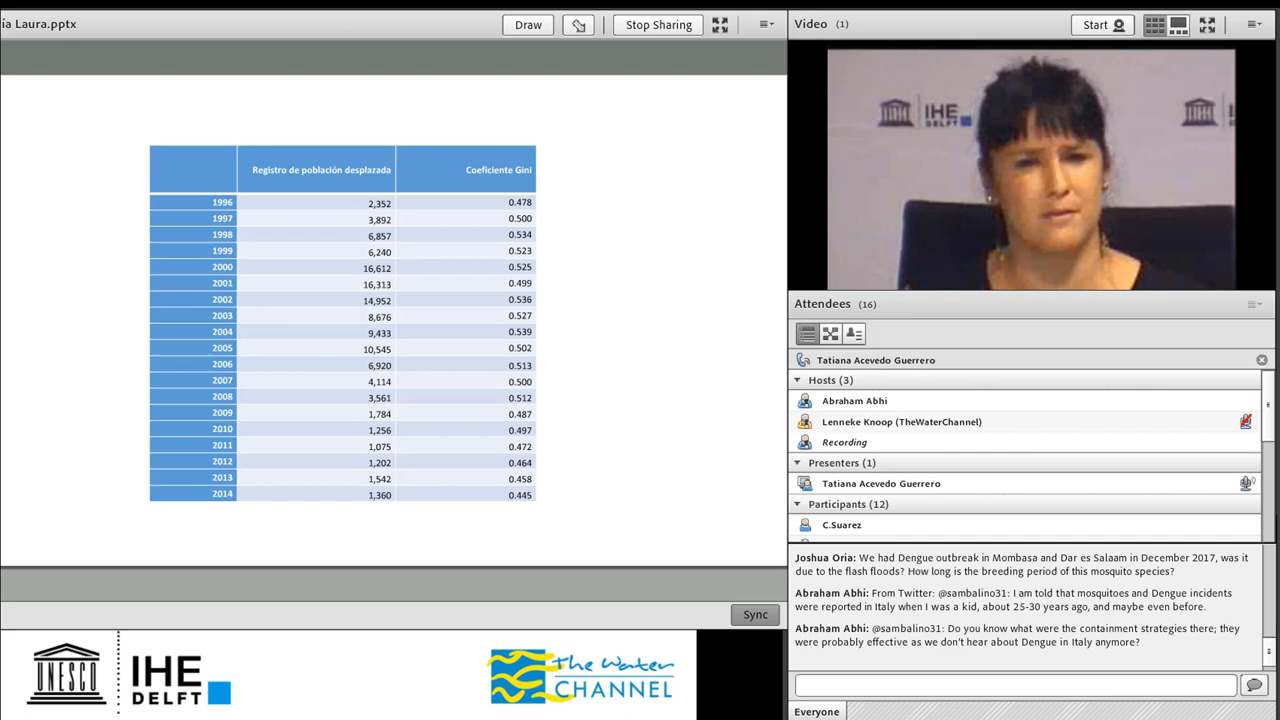 ía Laura.pptx
Draw
Stop Sharing
Video (1)
Start
IHE
DELFT
Registro de población desplazada Coeficiente Gini
1996 2,352 0.478
1997 3,892 0.500
1998 6,857 0.534
1999 6,240 0.523
2000 16,612 0.525
2001 16,313 0.499
2002 14,952 0.536
2003 8,676 0.527
2004 9,433 0.539
2005 10,545 0.502
2006 6,920 0.513
2007 4,114 0.500
2008 3,561 0.512
2009 1,784 0.487
2010 1,256 0.497
2011 1,075 0.472
2012 1,202 0.464
2013 1,542 0.458
2014 1,360 0.445
Attendees (16)
Tatiana Acevedo Guerrero
Hosts (3)
Abraham Abhi
Lenneke Knoop (TheWaterChannel)
Recording
Presenters (1)
Tatiana Acevedo Guerrero
Participants (12)
C.Suarez
Joshua Oria: We had Dengue outbreak in Mombasa and Dar es Salaam in December 2017, was it
due to the flash floods? How long is the breeding period of this mosquito species?
Abraham Abhi: From Twitter: @sambalino31: I am told that mosquitoes and Dengue incidents
were reported in Italy when I was a kid, about 25-30 years ago, and maybe even before.
Abraham Abhi: @sambalino31: Do you know what were the containment strategies there; they
were probably effective as we don't hear about Dengue in Italy anymore?
Everyone
Sync
UNESCO
IHE
DELFT
the Water
CHANNEL